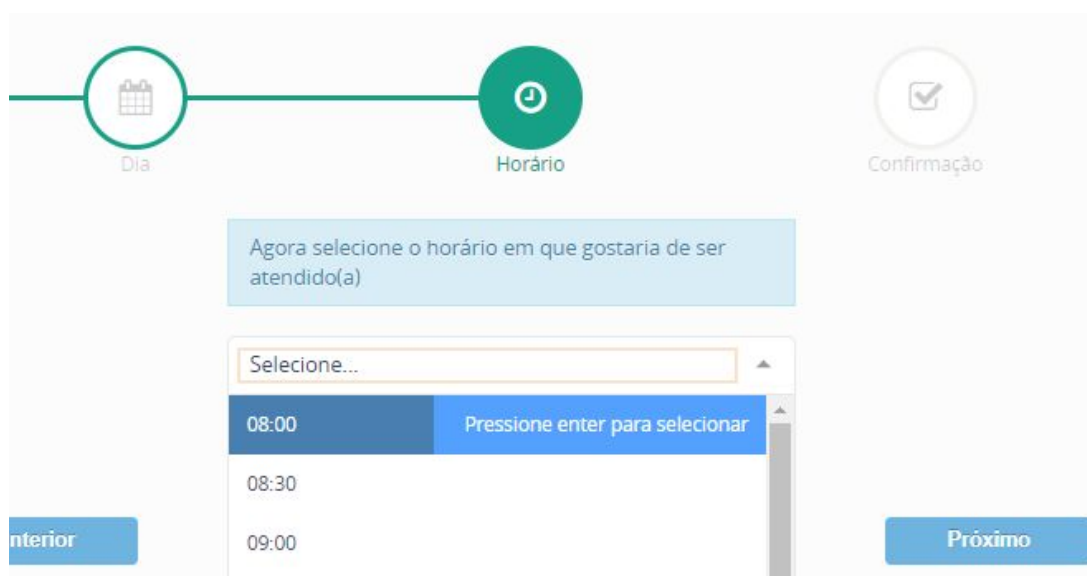 Dia
Horário
Confirmação
Agora selecione o horário em que gostaria de ser
atendido(a)
Selecione...
08:00 Pressione enter para selecionar
08:30
09:00
nterior
Próximo